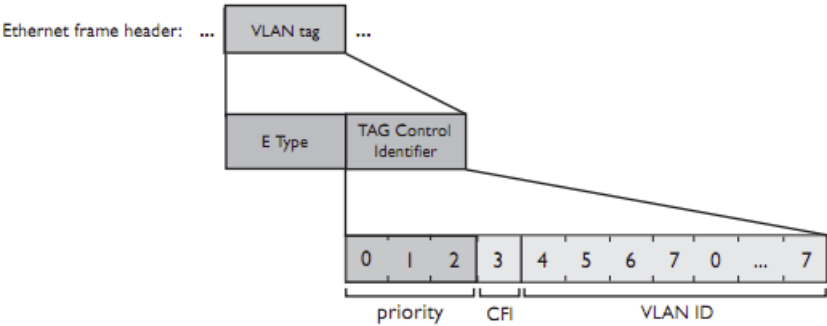 Ethernet frame header: ... VLAN tag ...
E Type
TAG Control
Identifier
0 1 2 3 4 5 6 7 0 ... 7
priority CFI VLAN ID